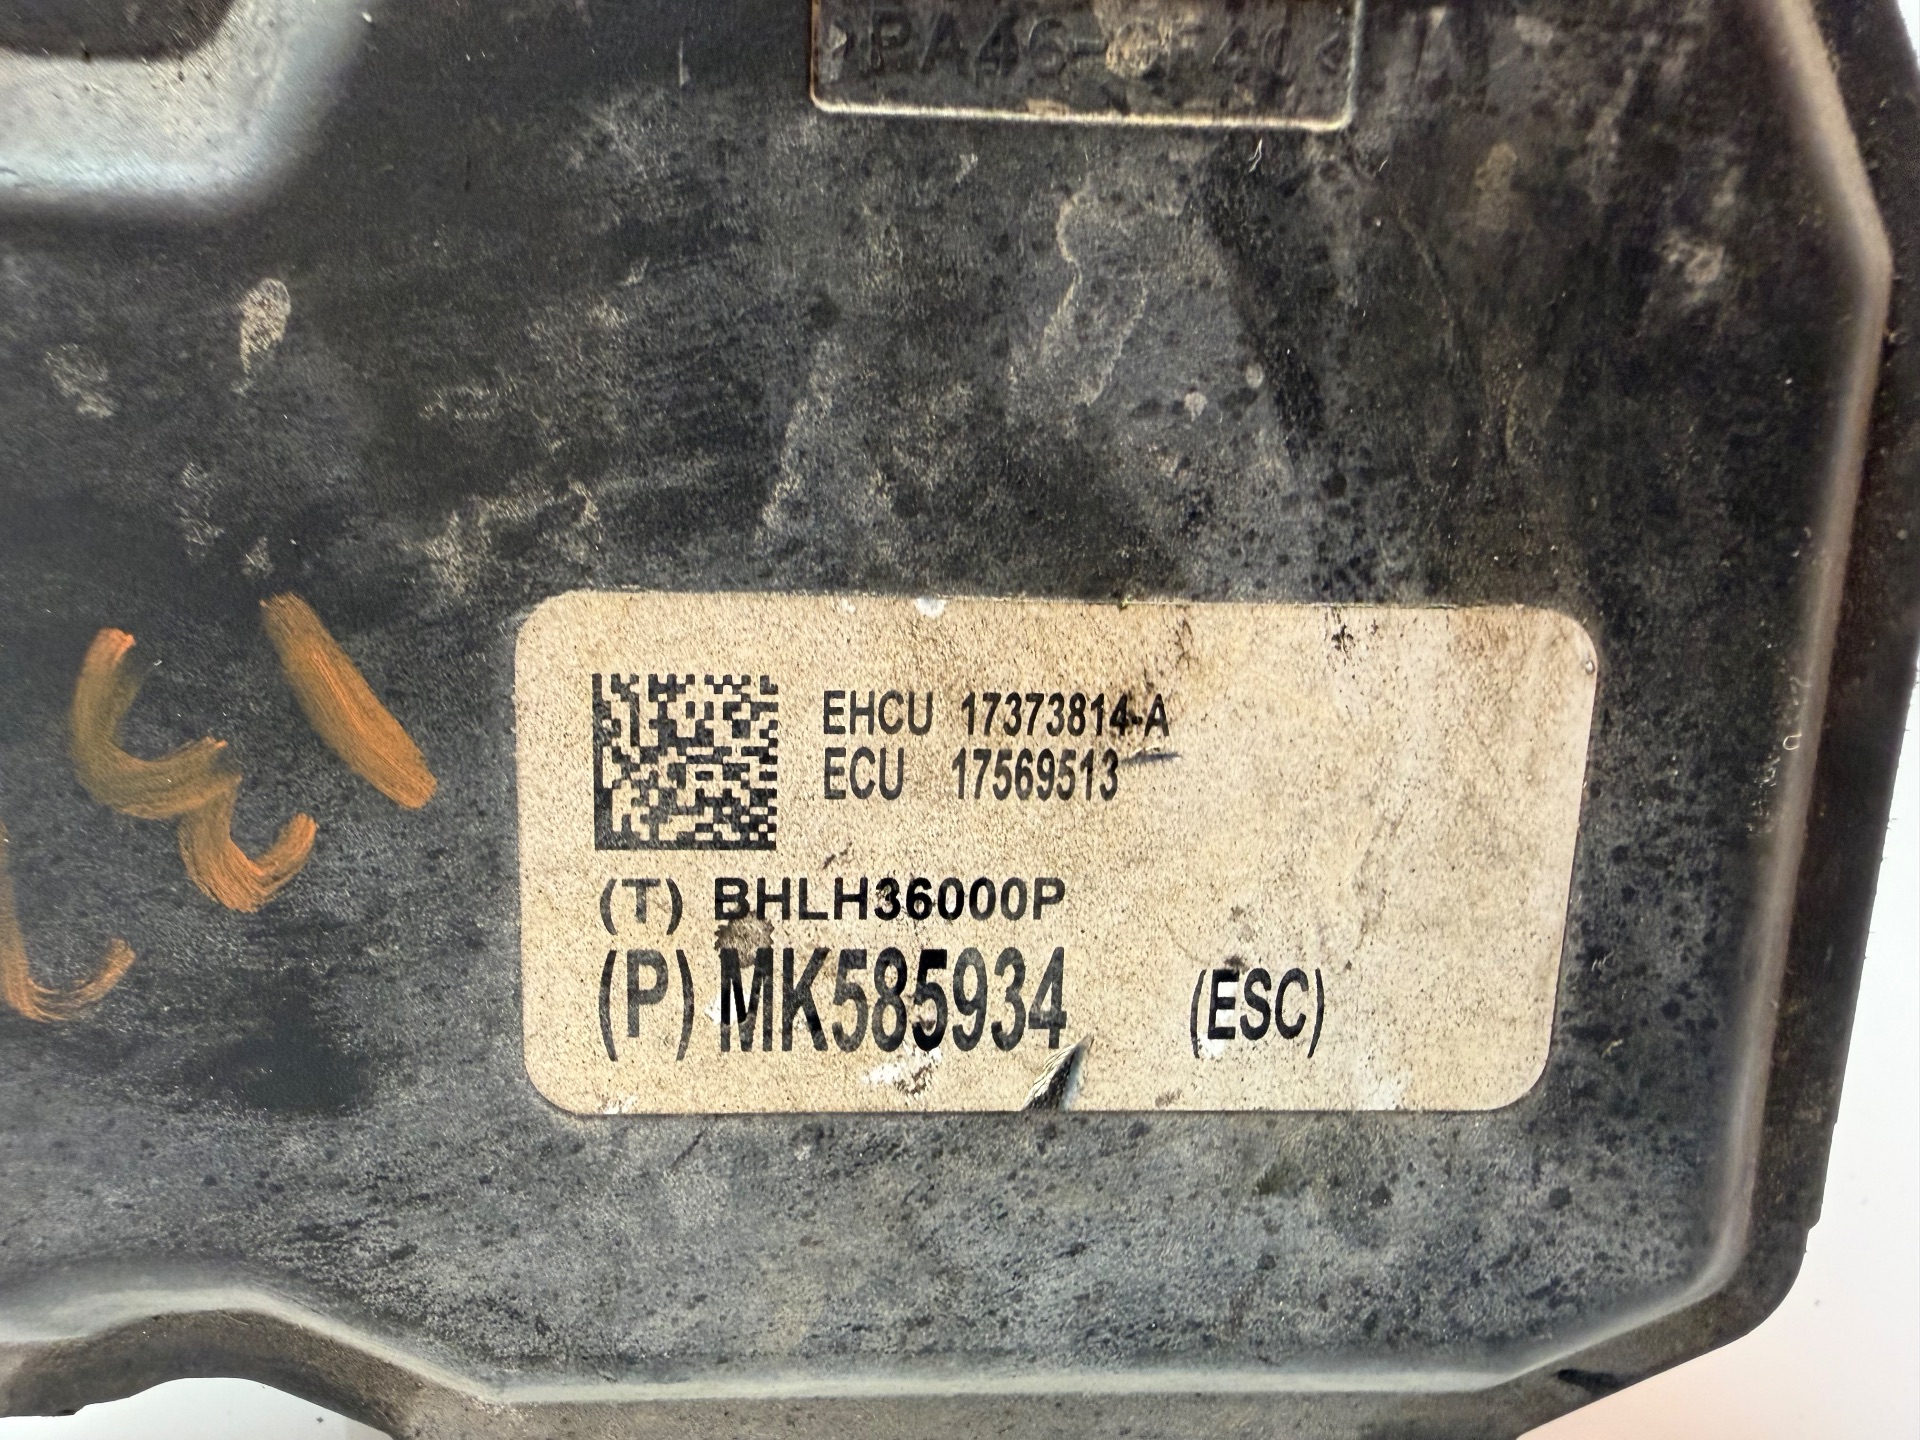 EHCU 17373814-A
ECU 17569513
(T) BHLH36000P
(P) MK585934 (ESC)